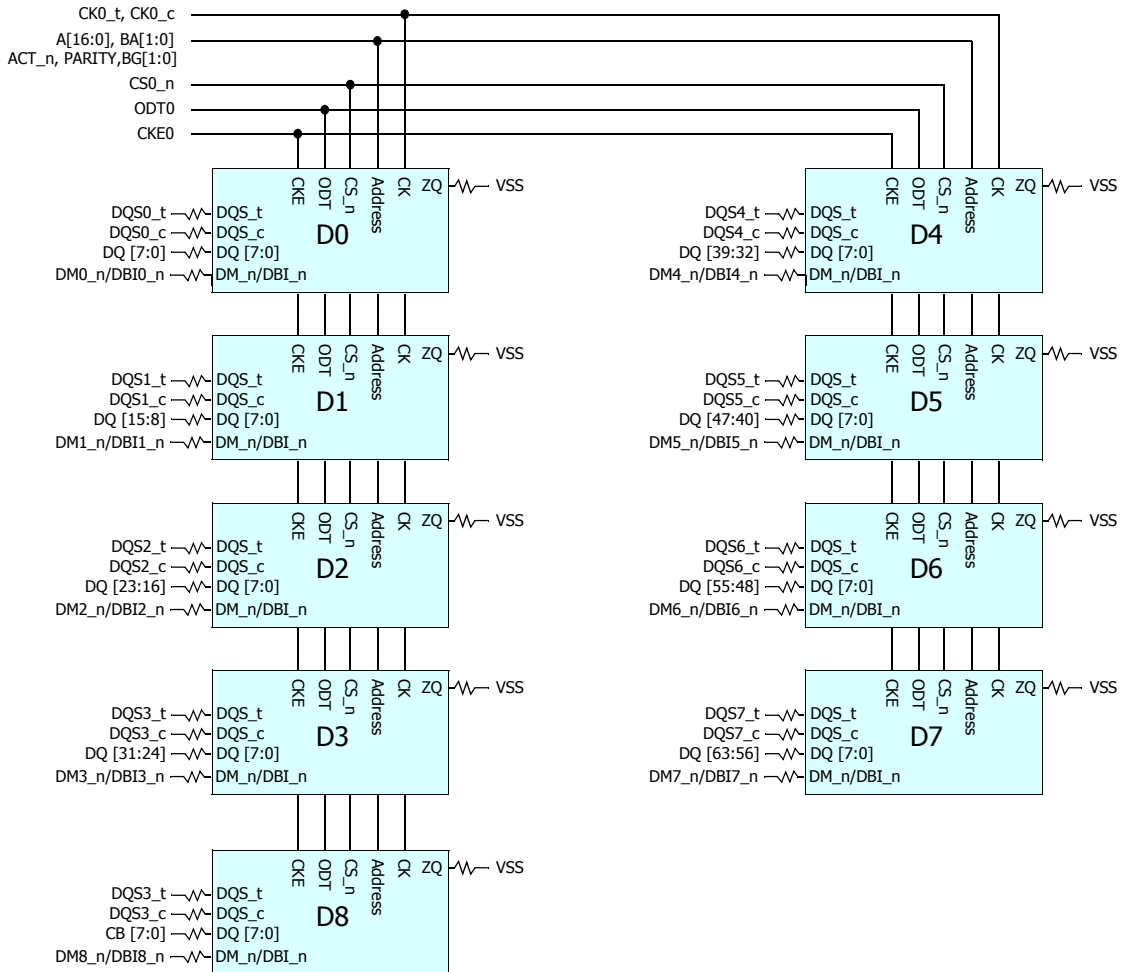 CK0_t, CK0_c
A[16:0], BA[1:0]
ACT_n, PARITY,BG[1:0]
CS0_n
ODT0
CKE0
CKE ODT CS_n Address CK ZQ VSS
DQS0_t DQS_t
DQS0_c DQS_c
DQ [7:0] DQ [7:0]
DM0_n/DBI0_n DM_n/DBI_n
D0
CKE ODT CS_n Address CK ZQ VSS
DQS1_t DQS_t
DQS1_c DQS_c
DQ [15:8] DQ [7:0]
DM1_n/DBI1_n DM_n/DBI_n
D1
CKE ODT CS_n Address CK ZQ VSS
DQS2_t DQS_t
DQS2_c DQS_c
DQ [23:16] DQ [7:0]
DM2_n/DBI2_n DM_n/DBI_n
D2
CKE ODT CS_n Address CK ZQ VSS
DQS3_t DQS_t
DQS3_c DQS_c
DQ [31:24] DQ [7:0]
DM3_n/DBI3_n DM_n/DBI_n
D3
CKE ODT CS_n Address CK ZQ VSS
DQS3_t DQS_t
DQS3_c DQS_c
CB [7:0] DQ [7:0]
DM8_n/DBI8_n DM_n/DBI_n
D8
CKE ODT CS_n Address CK ZQ VSS
DQS4_t DQS_t
DQS4_c DQS_c
DQ [39:32] DQ [7:0]
DM4_n/DBI4_n DM_n/DBI_n
D4
CKE ODT CS_n Address CK ZQ VSS
DQS5_t DQS_t
DQS5_c DQS_c
DQ [47:40] DQ [7:0]
DM5_n/DBI5_n DM_n/DBI_n
D5
CKE ODT CS_n Address CK ZQ VSS
DQS6_t DQS_t
DQS6_c DQS_c
DQ [55:48] DQ [7:0]
DM6_n/DBI6_n DM_n/DBI_n
D6
CKE ODT CS_n Address CK ZQ VSS
DQS7_t DQS_t
DQS7_c DQS_c
DQ [63:56] DQ [7:0]
DM7_n/DBI7_n DM_n/DBI_n
D7